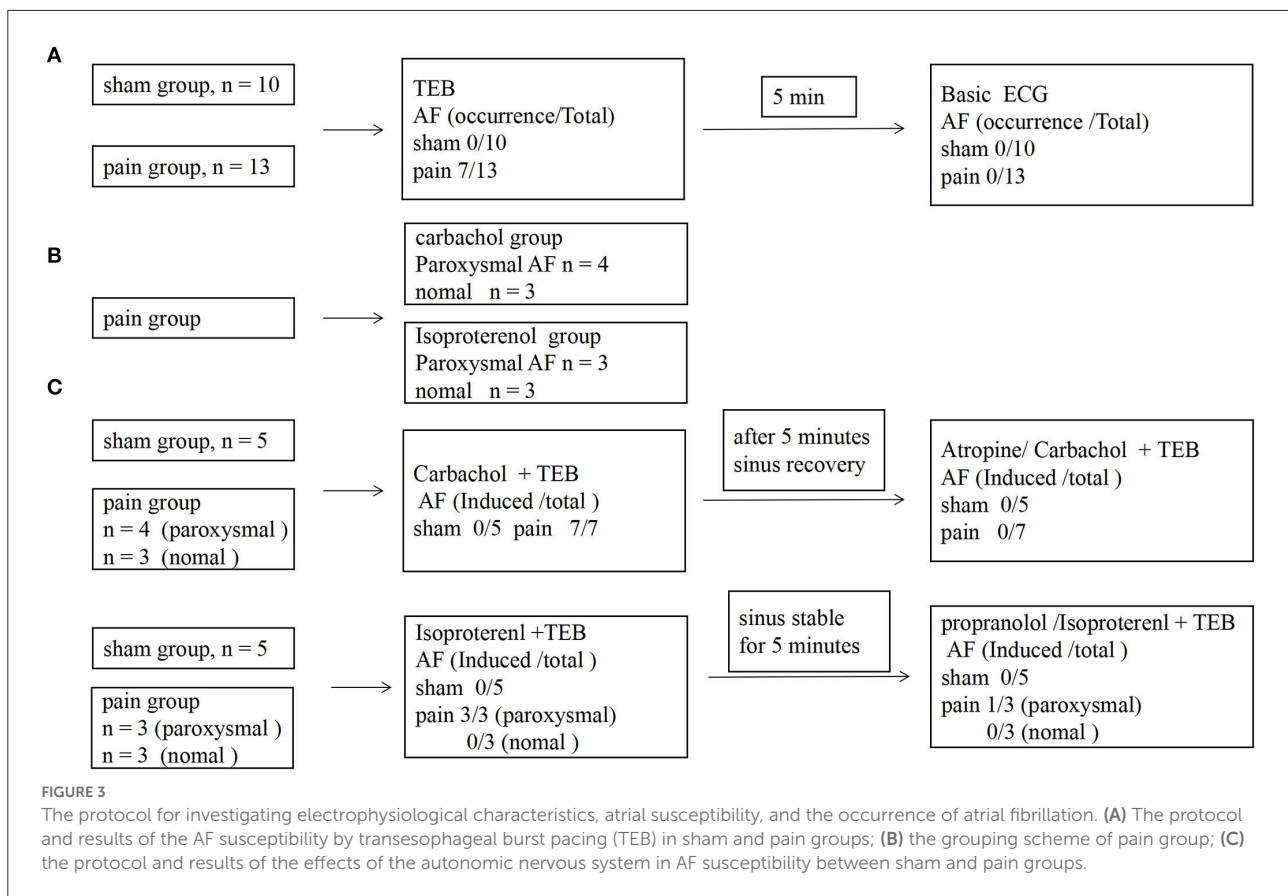 A
sham group, n = 10
pain group, n = 13
TEB
AF (occurrence/Total)
sham 0/10
pain 7/13
5 min
Basic ECG
AF (occurrence /Total)
sham 0/10
pain 0/13
B
pain group
carbachol group
Paroxysmal AF n = 4
nomal n = 3
Isoproterenol group
Paroxysmal AF n = 3
nomal n = 3
C
sham group, n = 5
pain group
n = 4 (paroxysmal )
n = 3 (nomal )
Carbachol + TEB
AF (Induced /total )
sham 0/5 pain 7/7
after 5 minutes
sinus recovery
Atropine/ Carbachol + TEB
AF (Induced /total )
sham 0/5
pain 0/7
sham group, n = 5
pain group
n = 3 (paroxysmal )
n = 3 (nomal )
Isoproterenl +TEB
AF (Induced /total )
sham 0/5
pain 3/3 (paroxysmal)
0/3 (nomal )
sinus stable
for 5 minutes
propranolol /Isoproterenl + TEB
AF (Induced /total )
sham 0/5
pain 1/3 (paroxysmal)
0/3 (nomal )
FIGURE 3
The protocol for investigating electrophysiological characteristics, atrial susceptibility, and the occurrence of atrial fibrillation. (A) The protocol
and results of the AF susceptibility by transesophageal burst pacing (TEB) in sham and pain groups; (B) the grouping scheme of pain group; (C)
the protocol and results of the effects of the autonomic nervous system in AF susceptibility between sham and pain groups.